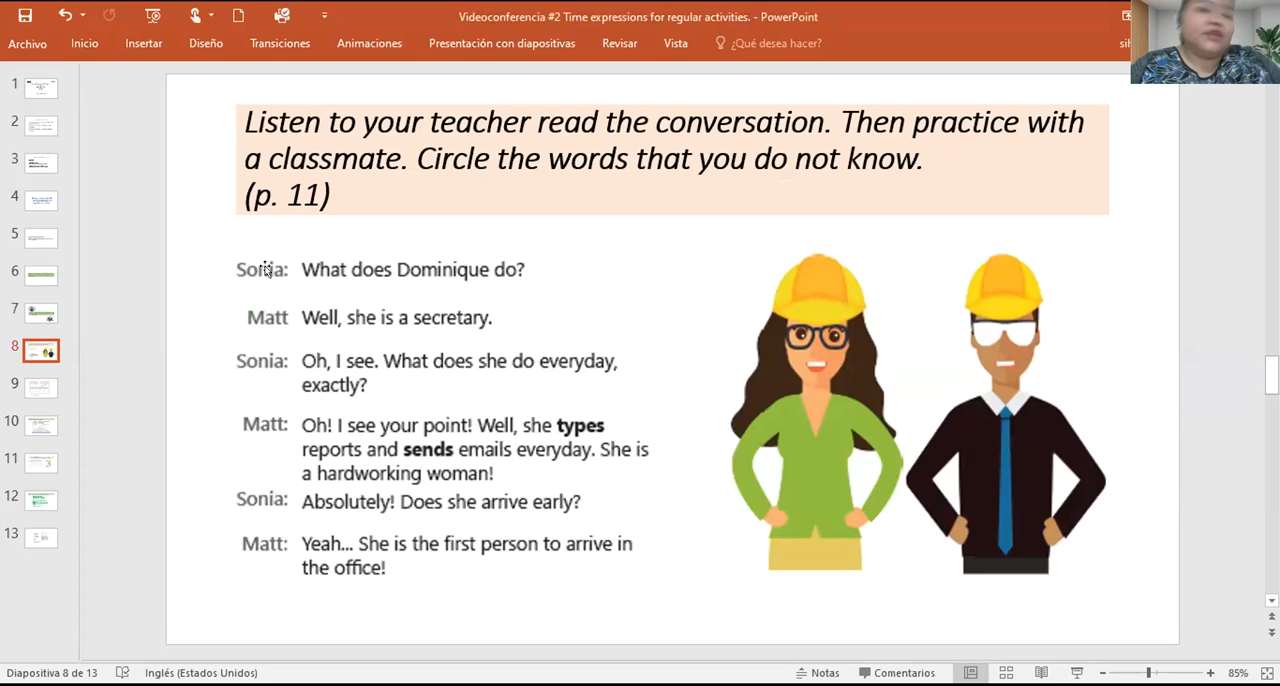 Videoconferencia #2 Time expressions for regular activities. - PowerPoint
Archivo Inicio Insertar Diseño Transiciones Animaciones Presentación con diapositivas Revisar Vista ¿Qué desea hacer?
1
2
3
4
5
6
7
8
9
10
11
12
13
Listen to your teacher read the conversation. Then practice with
a classmate. Circle the words that you do not know.
(p. 11)
Sonia: What does Dominique do?
Matt Well, she is a secretary.
Sonia: Oh, I see. What does she do everyday,
exactly?
Matt: Oh! I see your point! Well, she types
reports and sends emails everyday. She is
a hardworking woman!
Sonia: Absolutely! Does she arrive early?
Matt: Yeah... She is the first person to arrive in
the office!
Diapositiva 8 de 13 Inglés (Estados Unidos) Notas Comentarios 85%